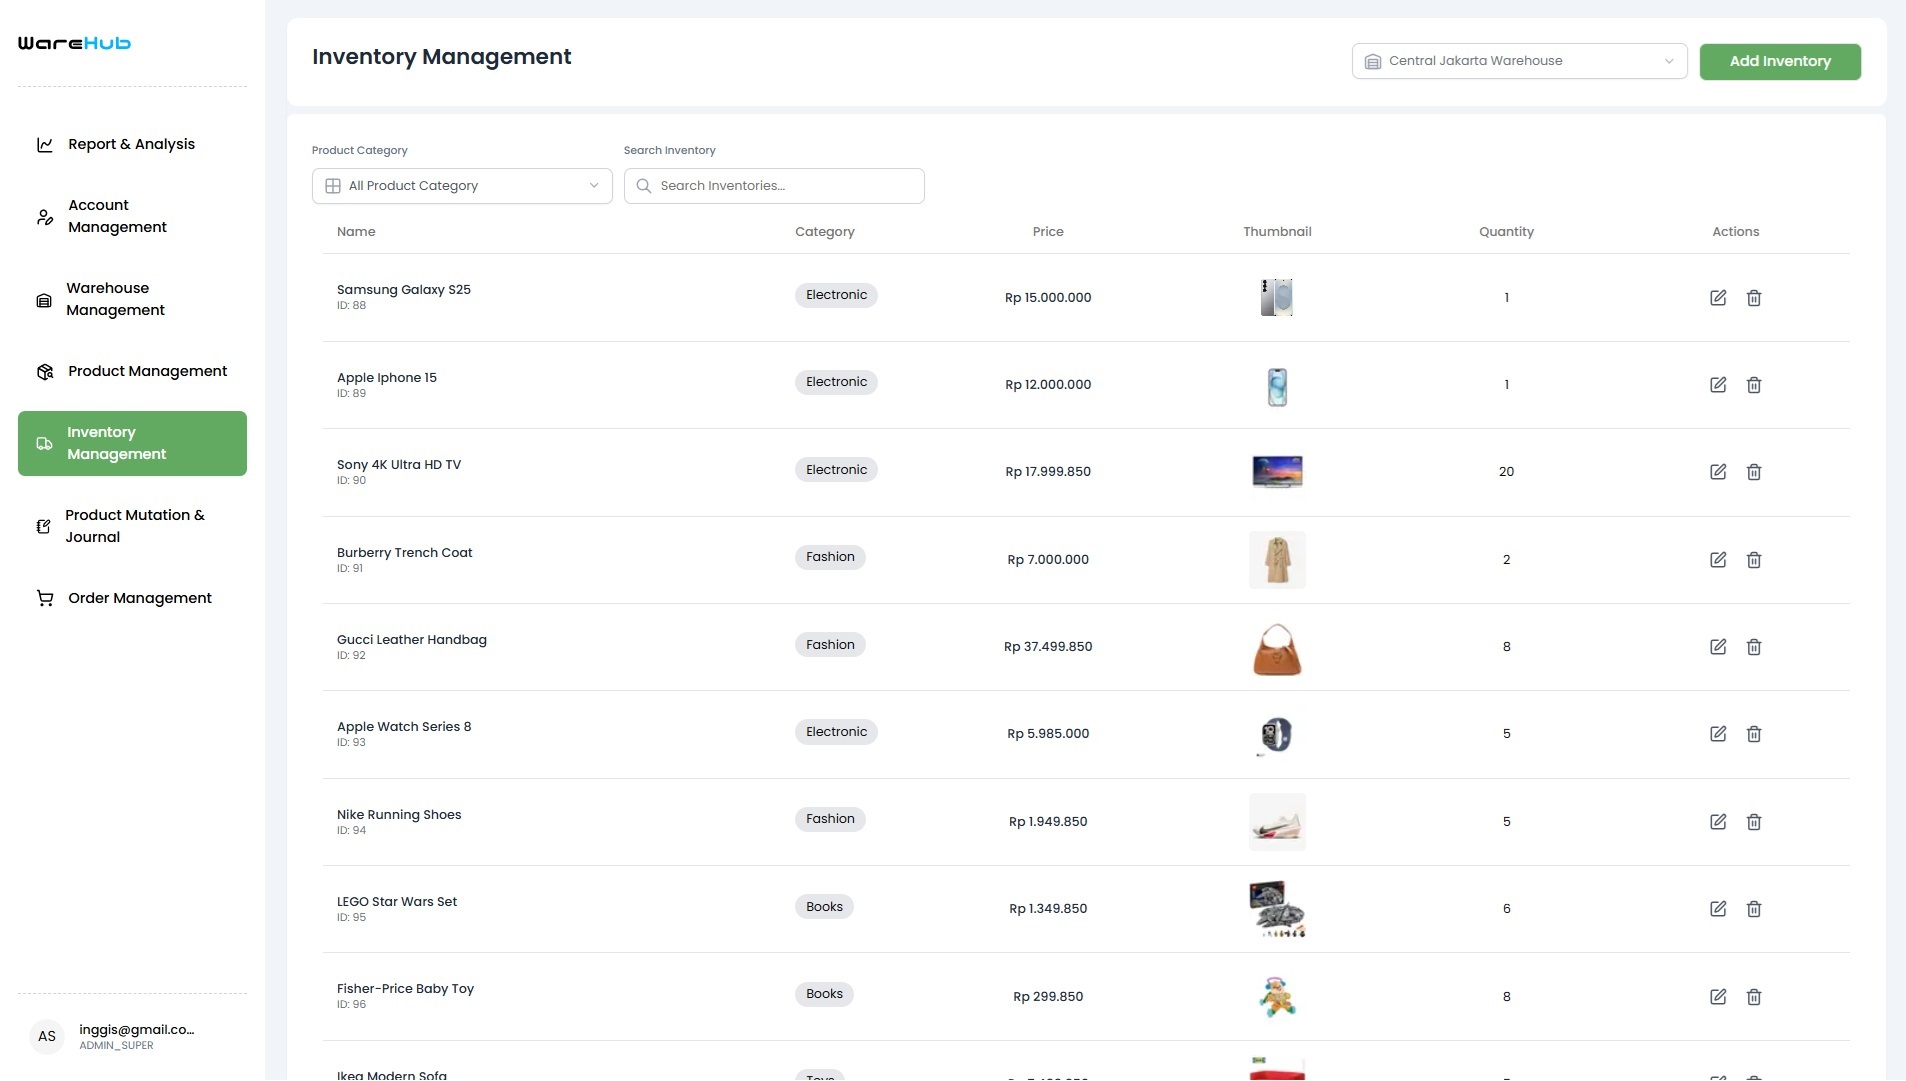 WareHub
Report & Analysis
Account
Management
Warehouse
Management
Product Management
Inventory
Management
Product Mutation &
Journal
Order Management
AS
inggis@gmail.co...
ADMIN_SUPER
Inventory Management
Central Jakarta Warehouse
Add Inventory
Product Category
Search Inventory
All Product Category
Search Inventories...
Name Category Price Thumbnail Quantity Actions
Samsung Galaxy S25
ID: 88
Electronic
Rp 15.000.000
1
Apple Iphone 15
ID: 89
Electronic
Rp 12.000.000
1
Sony 4K Ultra HD TV
ID: 90
Electronic
Rp 17.999.850
20
Burberry Trench Coat
ID: 91
Fashion
Rp 7.000.000
2
Gucci Leather Handbag
ID: 92
Fashion
Rp 37.499.850
8
Apple Watch Series 8
ID: 93
Electronic
Rp 5.985.000
5
Nike Running Shoes
ID: 94
Fashion
Rp 1.949.850
5
LEGO Star Wars Set
ID: 95
Books
Rp 1.349.850
6
Fisher-Price Baby Toy
ID: 96
Books
Rp 299.850
8
Ikea Modern Sofa
Toys